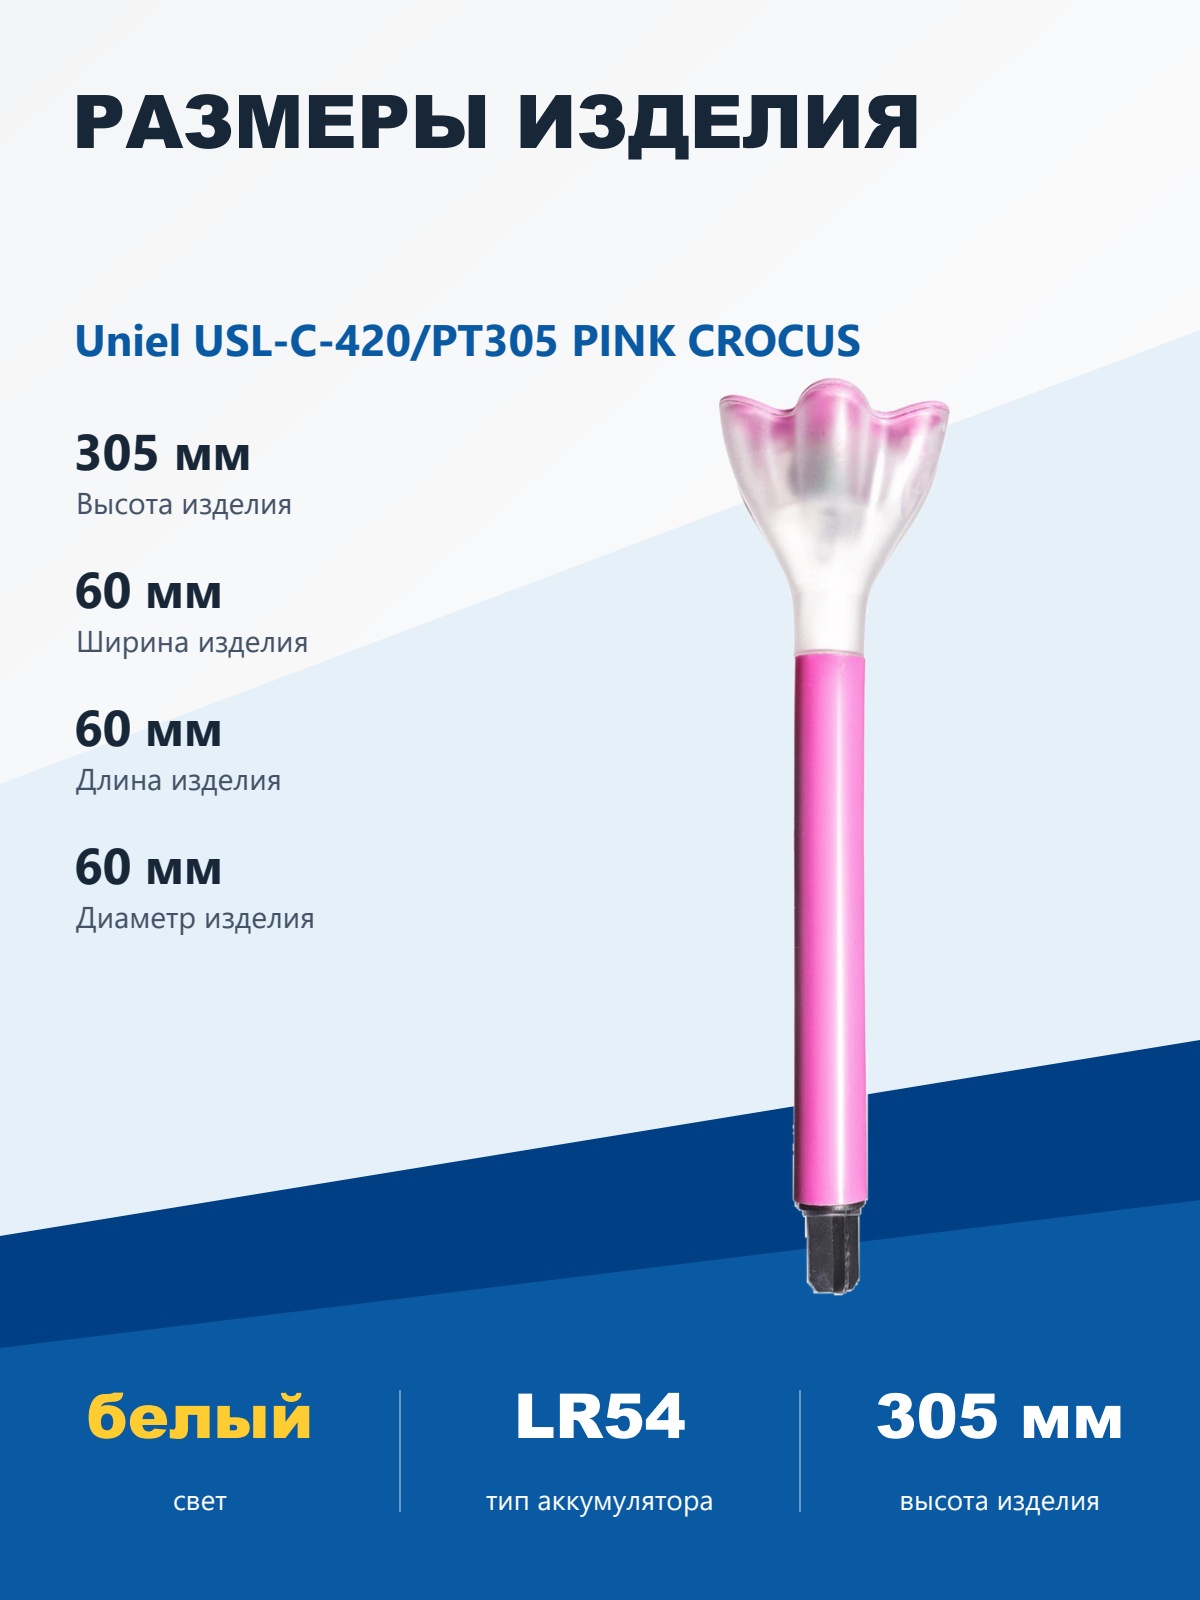 РАЗМЕРЫ ИЗДЕЛИЯ
Uniel USL-C-420/PT305 PINK CROCUS
305 мм
Высота изделия
60 мм
Ширина изделия
60 мм
Длина изделия
60 мм
Диаметр изделия
белый
свет
LR54
тип аккумулятора
305 мм
высота изделия